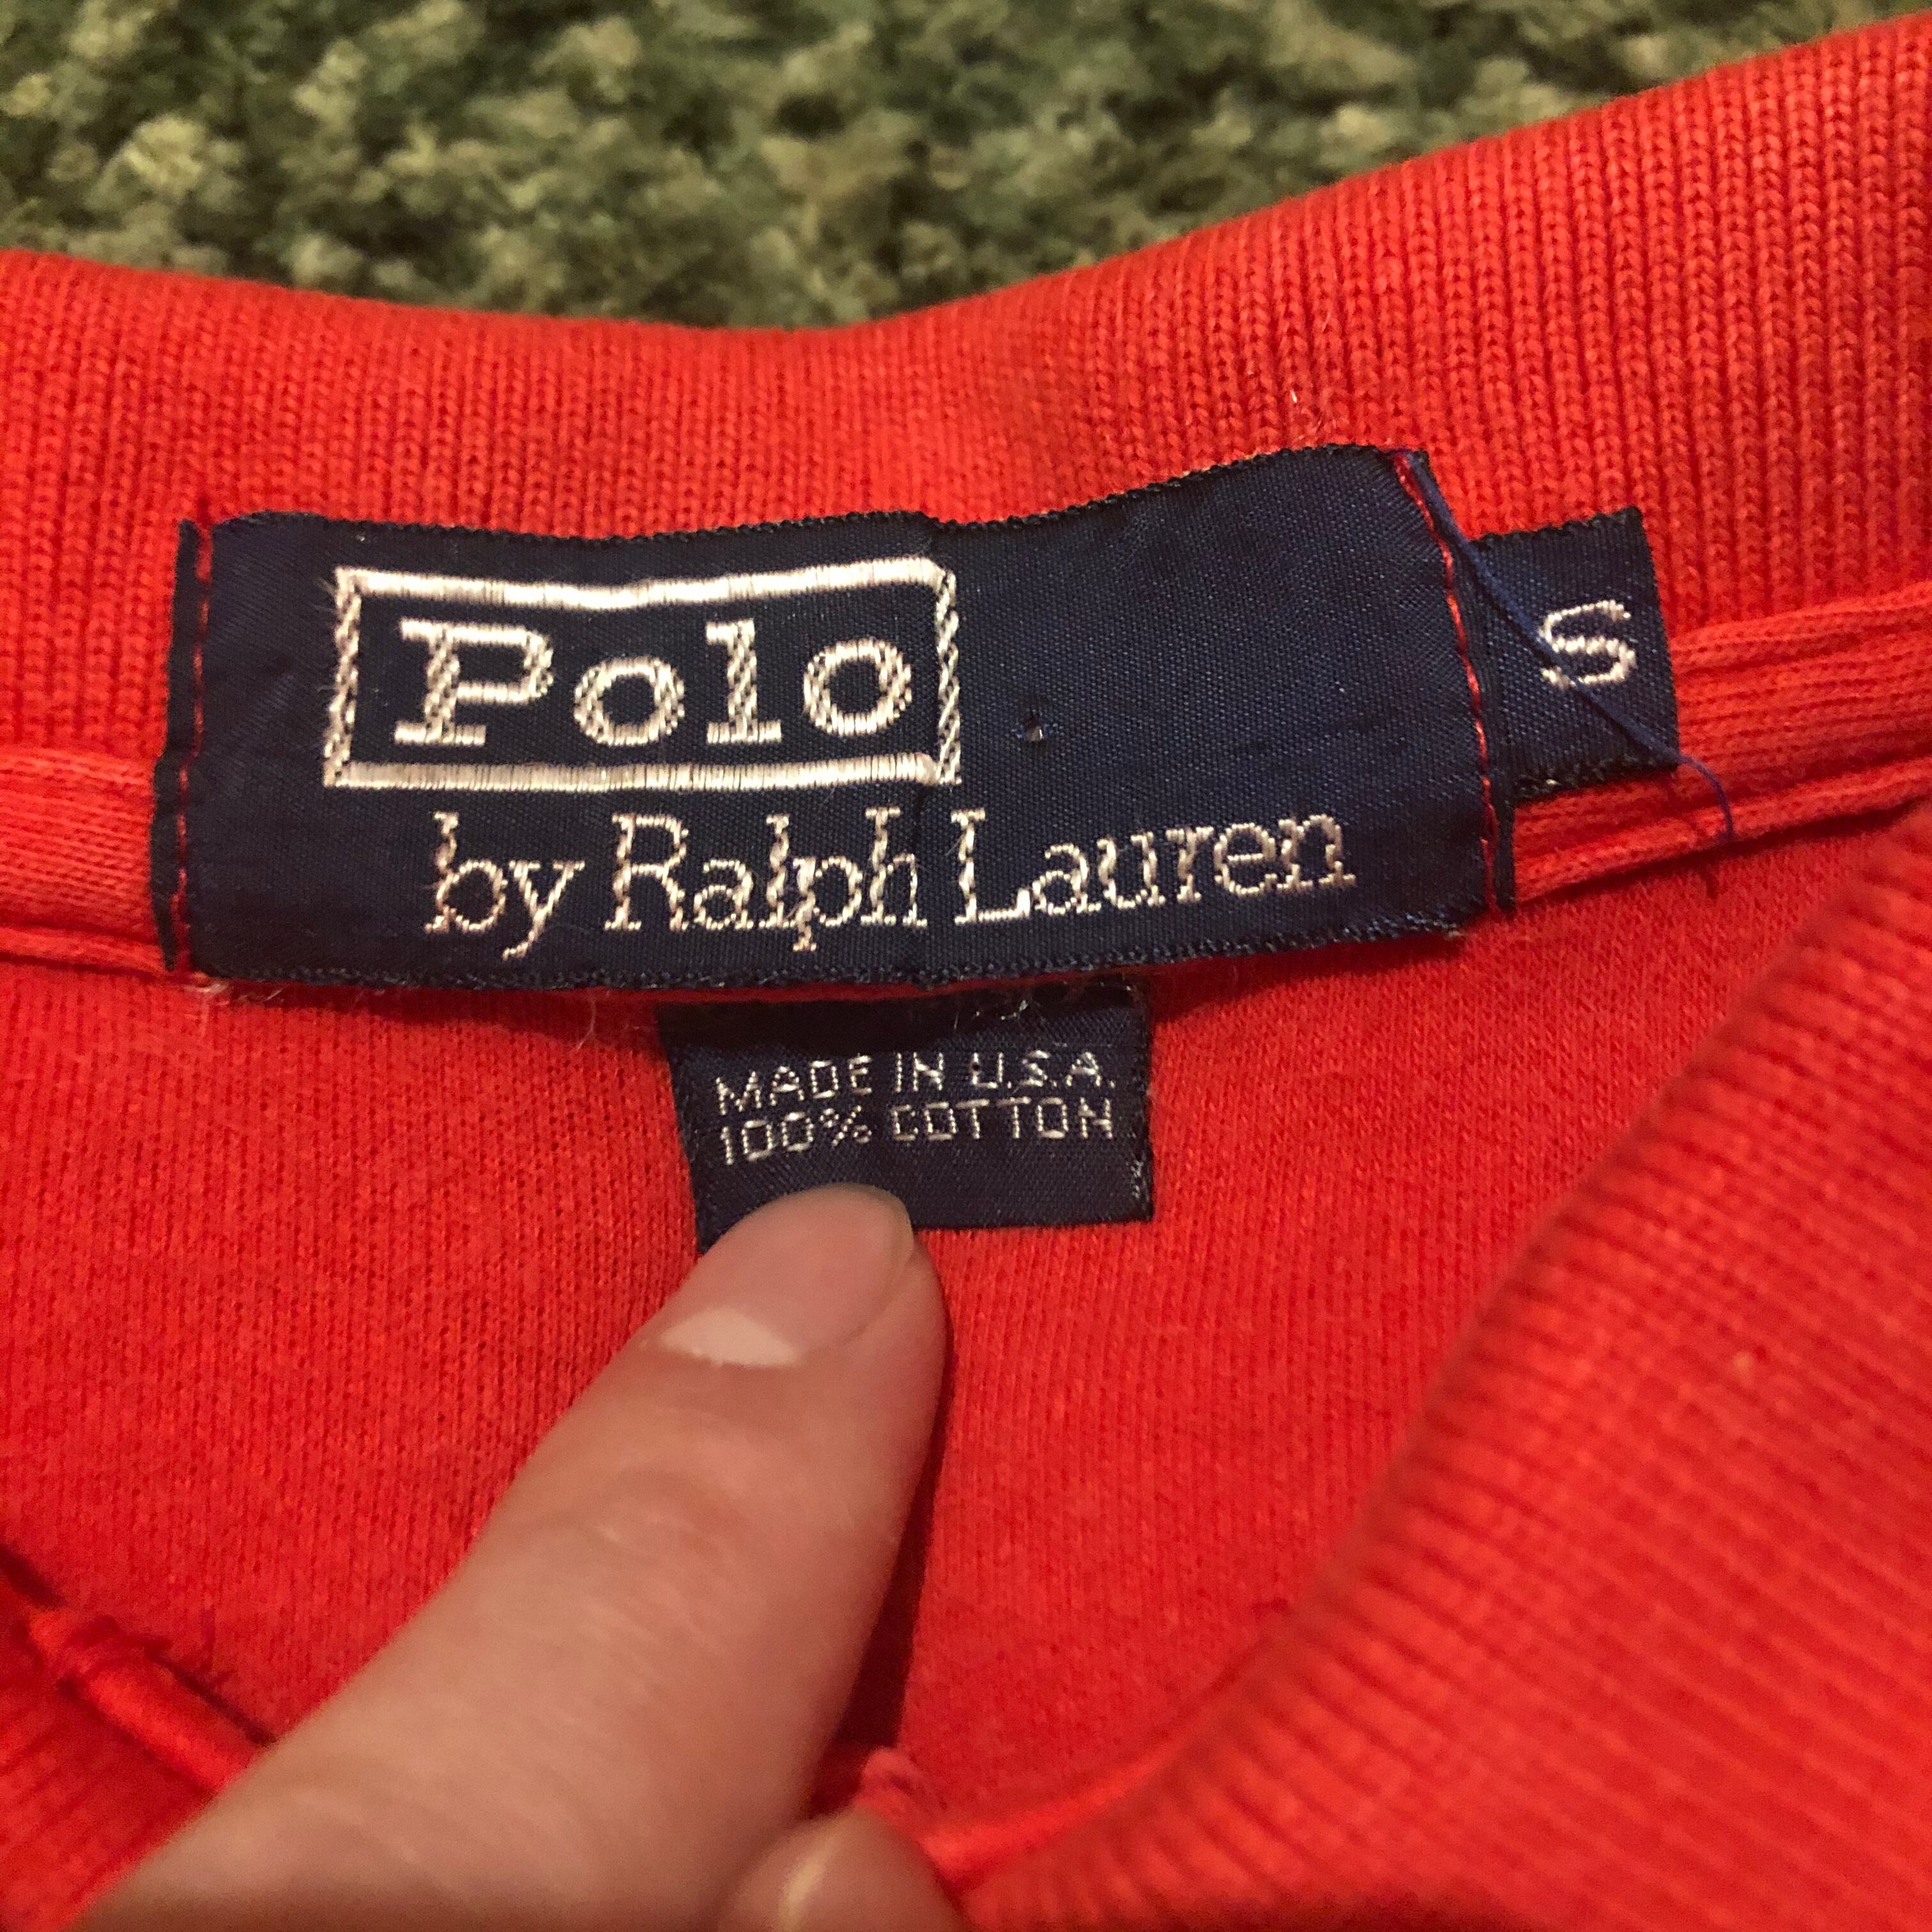 Polo
by Ralph Lauren
S
MADE IN U.S.A.
100% COTTON